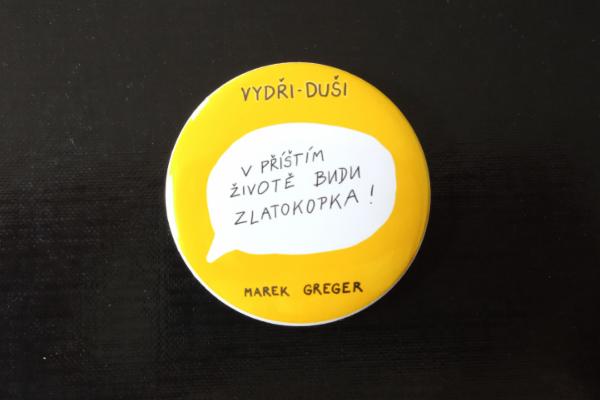 VYDŘI-DUŠI
V PŘÍŠTÍM
ŽIVOTĚ BUDU
ZLATOKOPKA!
MAREK GREGER